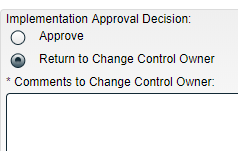 Implementation Approval Decision:
Approve
Return to Change Control Owner
* Comments to Change Control Owner: